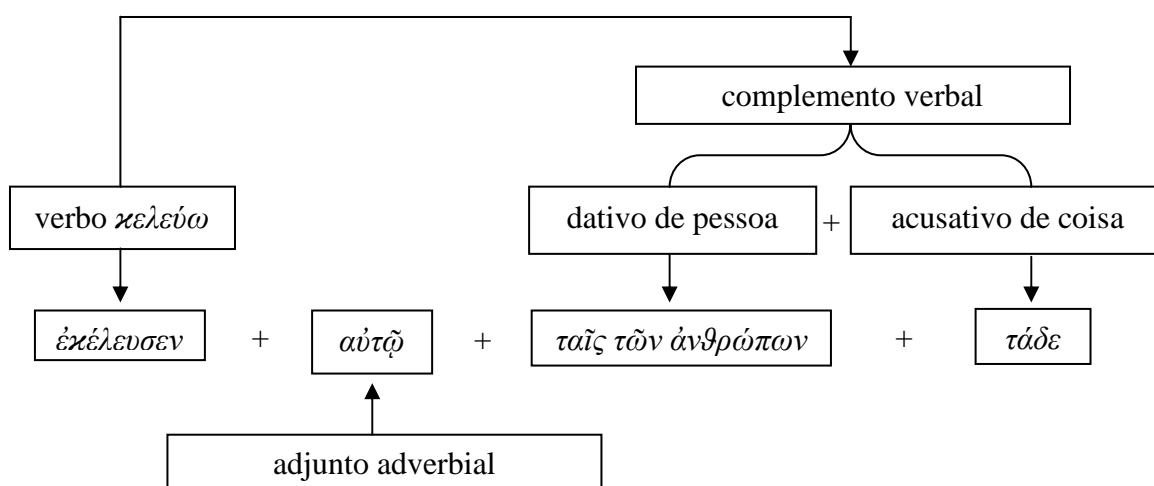 complemento verbal
verbo ϰελεύω
dativo de pessoa + acusativo de coisa
ἐϰέλευσεν + αὐτῷ + ταῖς τῶν ἀνϑρώπων + τάδε
adjunto adverbial